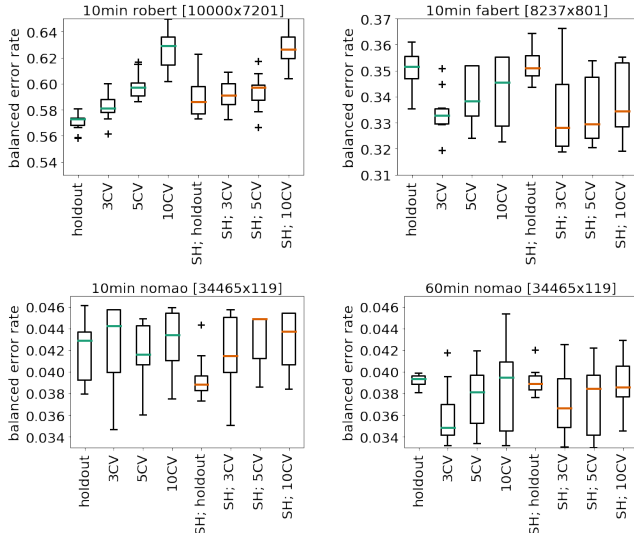 10min robert [10000x7201]
balanced error rate
0.64
0.62
0.60
0.58
0.56
0.54
holdout
3CV
5CV
10CV
SH; holdout
SH; 3CV
SH; 5CV
SH; 10CV
10min fabert [8237x801]
balanced error rate
0.37
0.35
0.33
0.31
holdout
3CV
5CV
10CV
SH; holdout
SH; 3CV
SH; 5CV
SH; 10CV
10min nomao [34465x119]
balanced error rate
0.046
0.044
0.042
0.040
0.038
0.036
0.034
holdout
3CV
5CV
10CV
SH; holdout
SH; 3CV
SH; 5CV
SH; 10CV
60min nomao [34465x119]
balanced error rate
0.046
0.044
0.042
0.040
0.038
0.036
0.034
holdout
3CV
5CV
10CV
SH; holdout
SH; 3CV
SH; 5CV
SH; 10CV